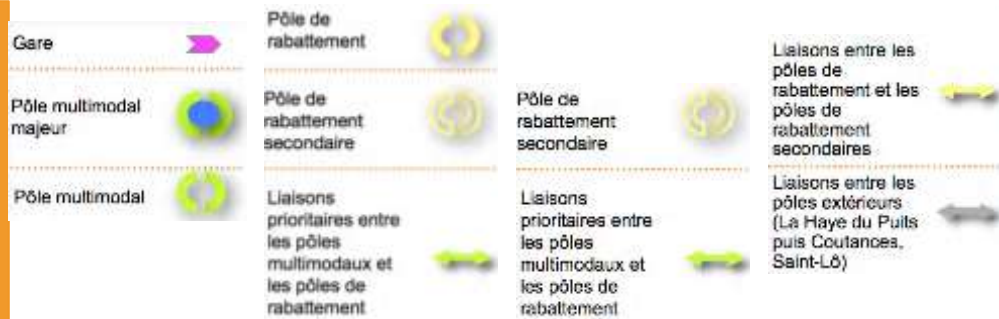 Gare
Pôle multimodal
majeur
Pôle multimodal
Pôle de
rabattement
Pôle de
rabattement
secondaire
Liaisons
prioritaires entre
les pôles
multimodaux et
les pôles de
rabattement
Pôle de
rabattement
secondaire
Liaisons
prioritaires entre
les pôles
multimodaux et
les pôles de
rabattement
Liaisons entre les
pôles de
rabattement et les
pôles de
rabattement
secondaires
Liaisons entre les
pôles extérieurs
(La Haye du Puits
puis Coutances,
Saint-Lô)